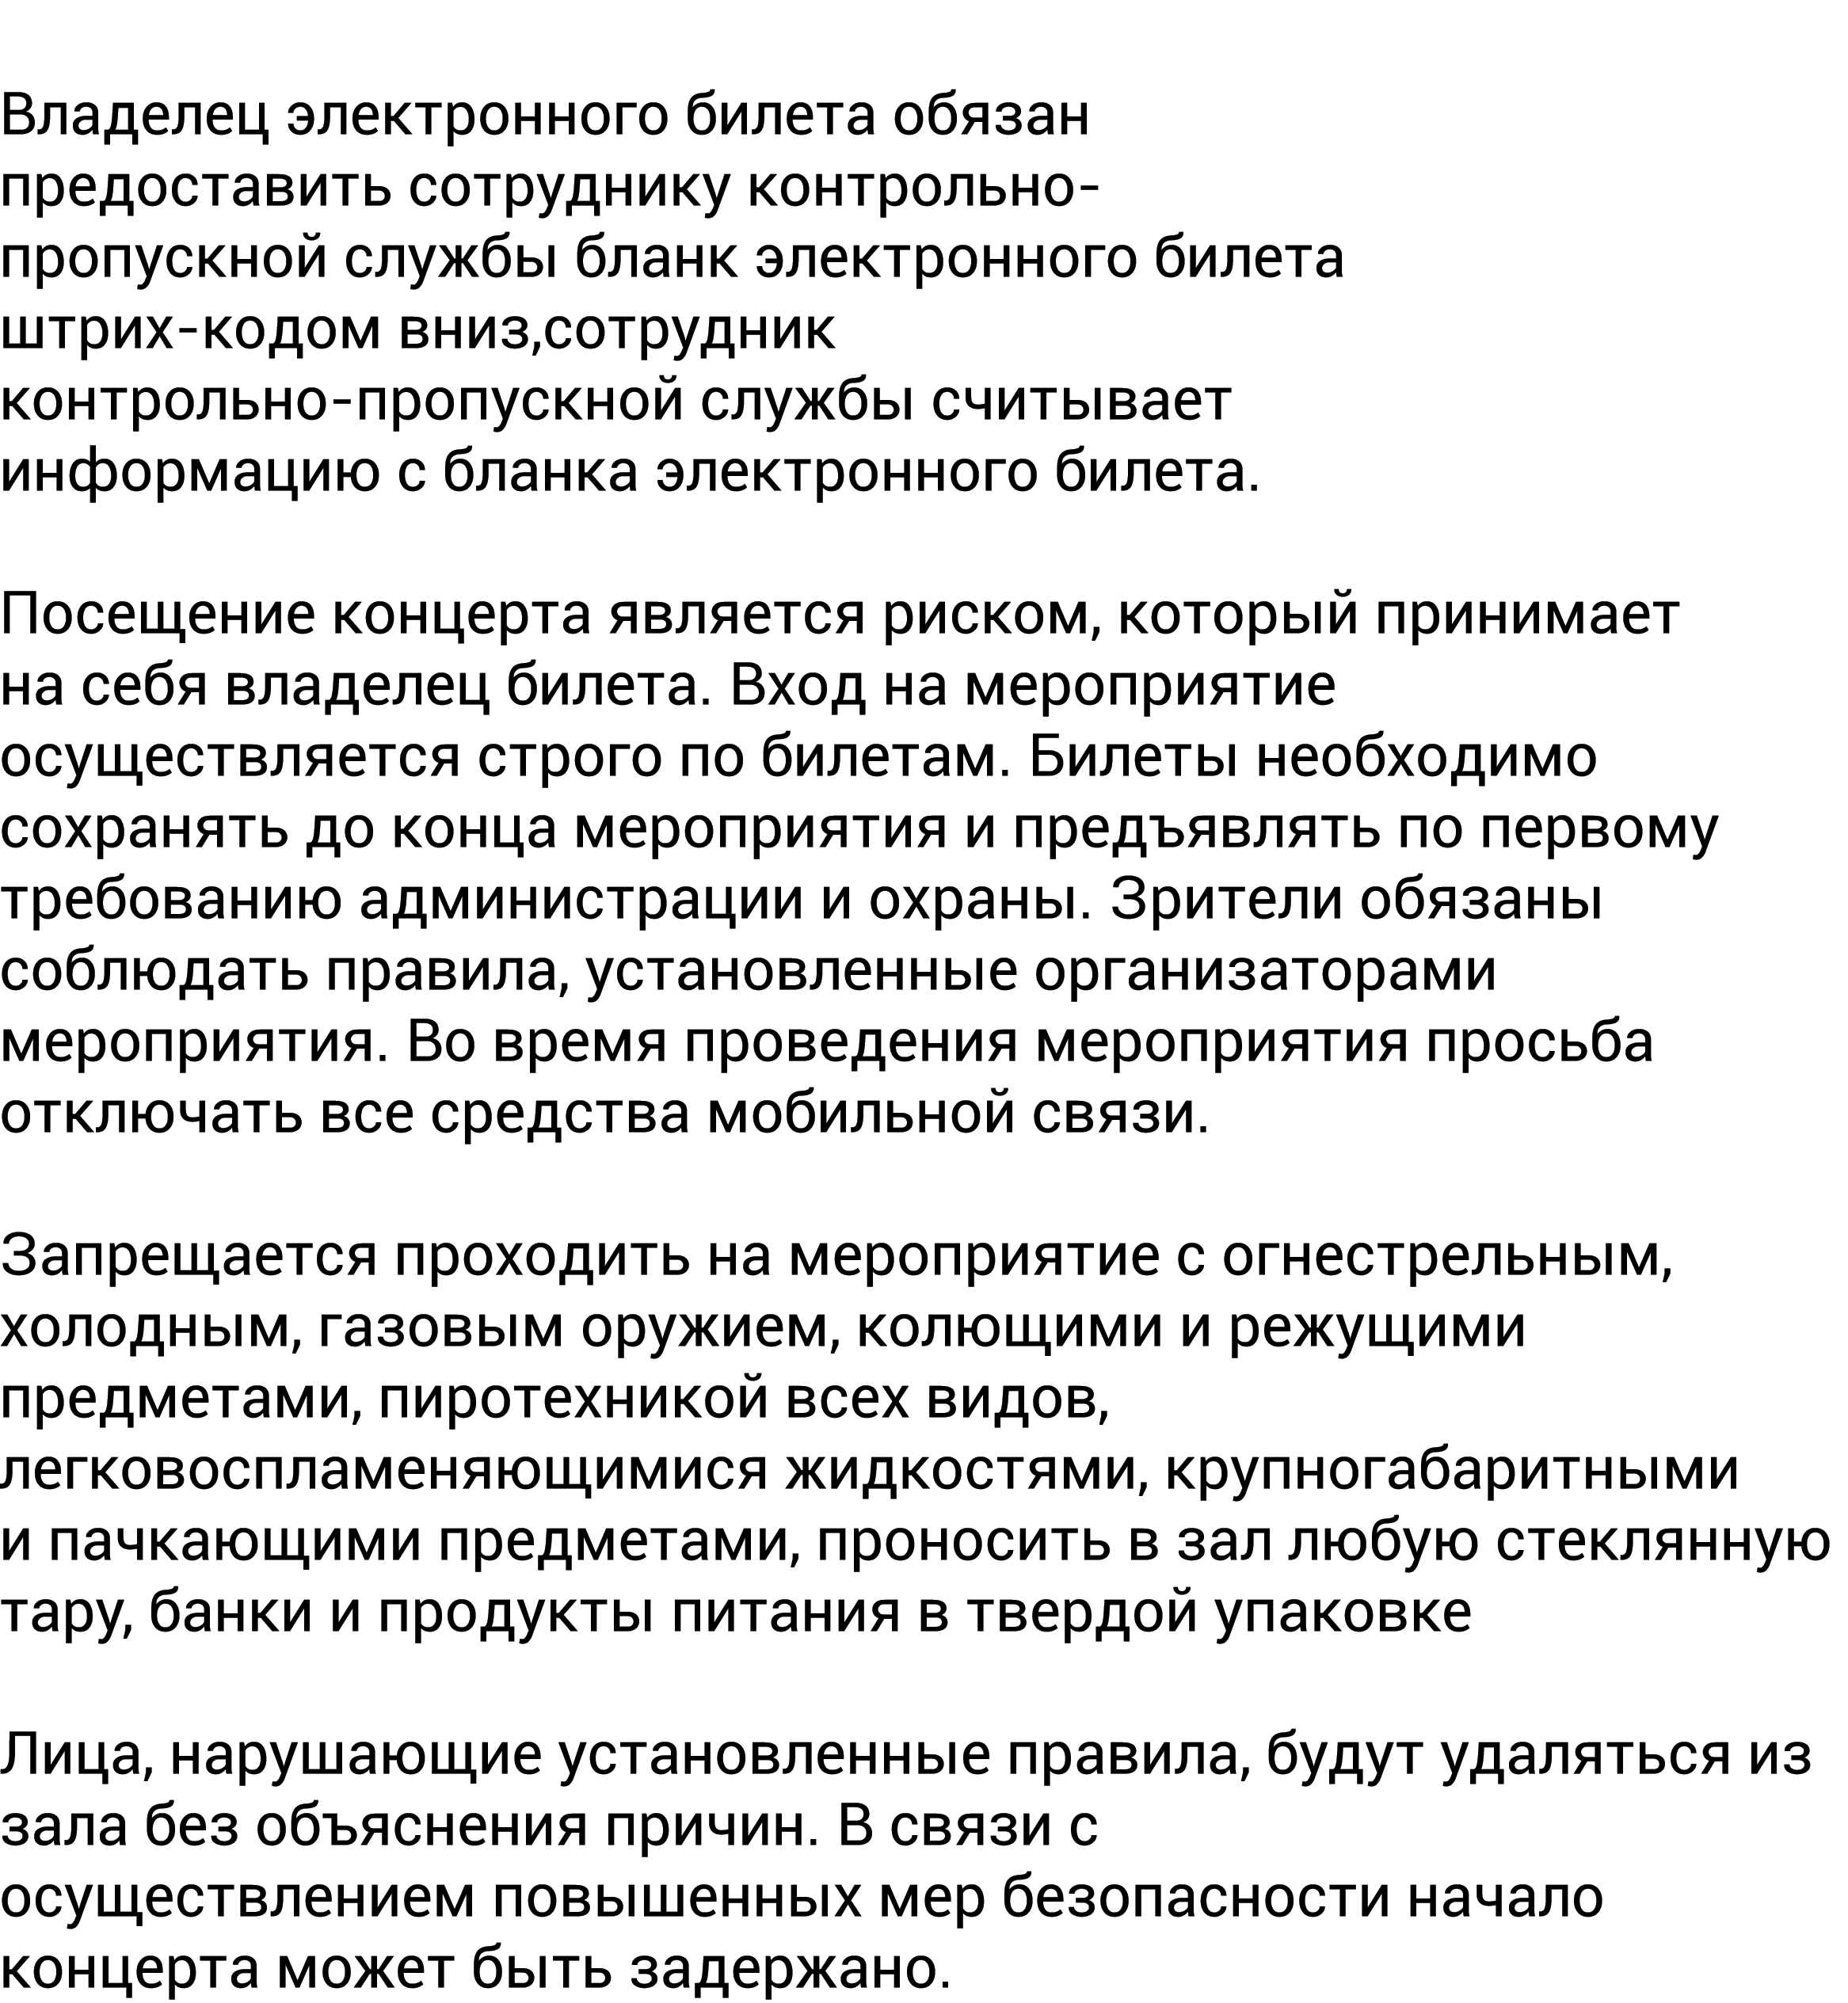 Владелец электронного билета обязан
предоставить сотруднику контрольно-
пропускной службы бланк электронного билета
штрих-кодом вниз,сотрудник
контрольно-пропускной службы считывает
информацию с бланка электронного билета.
Посещение концерта является риском, который принимает
на себя владелец билета. Вход на мероприятие
осуществляется строго по билетам. Билеты необходимо
сохранять до конца мероприятия и предъявлять по первому
требованию администрации и охраны. Зрители обязаны
соблюдать правила, установленные организаторами
мероприятия. Во время проведения мероприятия просьба
отключать все средства мобильной связи.
Запрещается проходить на мероприятие с огнестрельным,
холодным, газовым оружием, колющими и режущими
предметами, пиротехникой всех видов,
легковоспламеняющимися жидкостями, крупногабаритными
и пачкающими предметами, проносить в зал любую стеклянную
тару, банки и продукты питания в твердой упаковке
Лица, нарушающие установленные правила, будут удаляться из
зала без объяснения причин. В связи с
осуществлением повышенных мер безопасности начало
концерта может быть задержано.